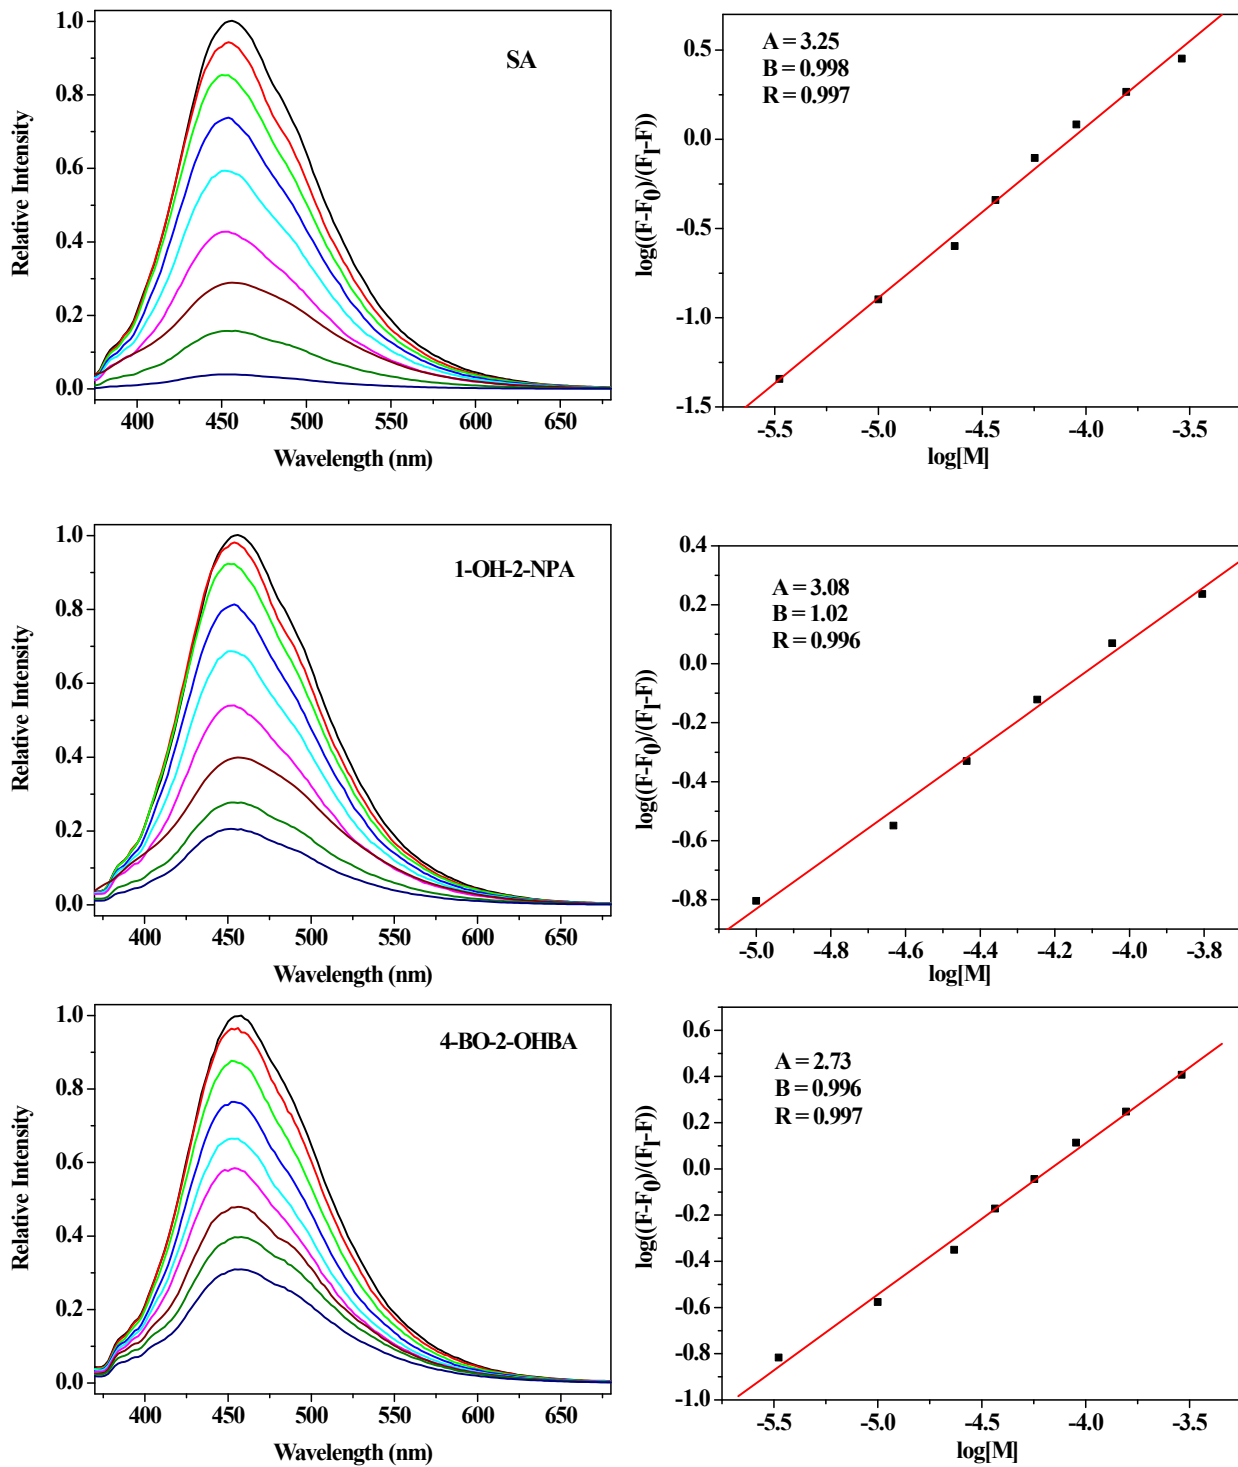 1.0
0.8
0.6
0.4
0.2
0.0
Relative Intensity
SA
400 450 500 550 600 650
Wavelength (nm)
0.5
0.0
-0.5
-1.0
-1.5
log((F-F0)/(F1-F))
A = 3.25
B = 0.998
R = 0.997
-5.5 -5.0 -4.5 -4.0 -3.5
log[M]
1.0
0.8
0.6
0.4
0.2
0.0
Relative Intensity
1-OH-2-NPA
400 450 500 550 600 650
Wavelength (nm)
0.4
0.2
0.0
-0.2
-0.4
-0.6
-0.8
log((F-F0)/(F1-F))
A = 3.08
B = 1.02
R = 0.996
-5.0 -4.6 -4.4 -4.2 -4.0 -3.8
log[M]
1.0
0.8
0.6
0.4
0.2
0.0
Relative Intensity
4-BO-2-OHBA
400 450 500 550 600 650
Wavelength (nm)
0.6
0.4
0.2
0.0
-0.2
-0.4
-0.6
-0.8
-1.0
log((F-F0)/(F1-F))
A = 2.73
B = 0.996
R = 0.997
-5.5 -5.0 -4.5 -4.0 -3.5
log[M]